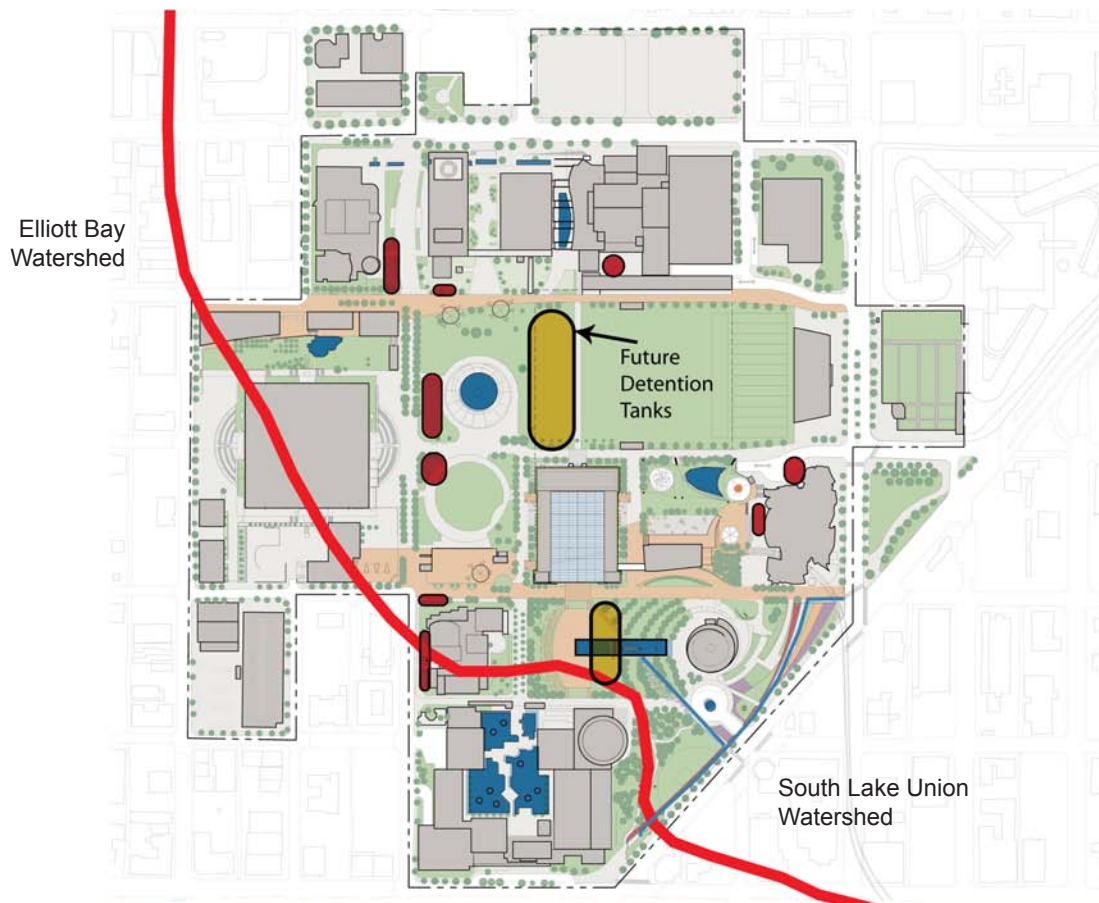 Elliott Bay
Watershed
Future
Detention
Tanks
South Lake Union
Watershed